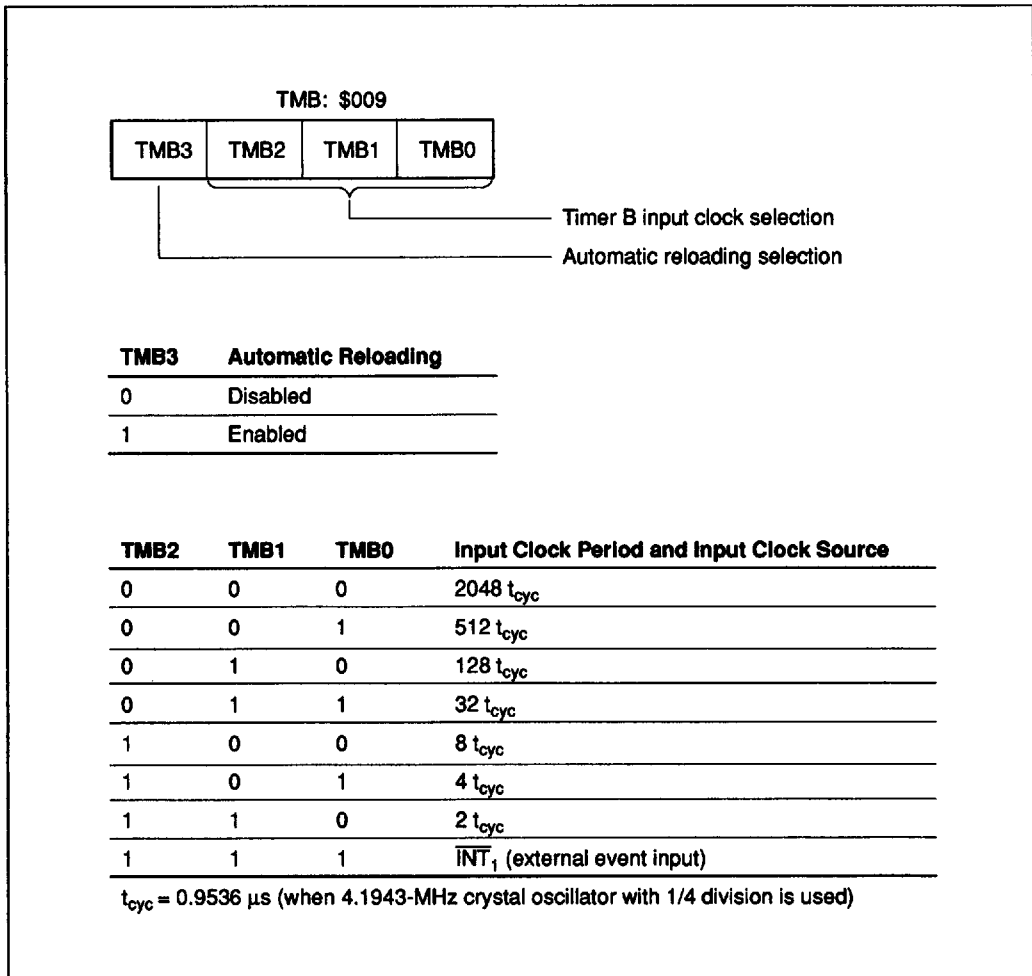 TMB: $009
TMB3 TMB2 TMB1 TMB0
Timer B input clock selection
Automatic reloading selection
TMB3 Automatic Reloading
0 Disabled
1 Enabled
TMB2 TMB1 TMB0 Input Clock Period and Input Clock Source
0 0 0 2048 tcyc
0 0 1 512 tcyc
0 1 0 128 tcyc
0 1 1 32 tcyc
1 0 0 8 tcyc
1 0 1 4 tcyc
1 1 0 2 tcyc
1 1 1 I̅N̅T̅₁ (external event input)
tcyc = 0.9536 μs (when 4.1943-MHz crystal oscillator with 1/4 division is used)